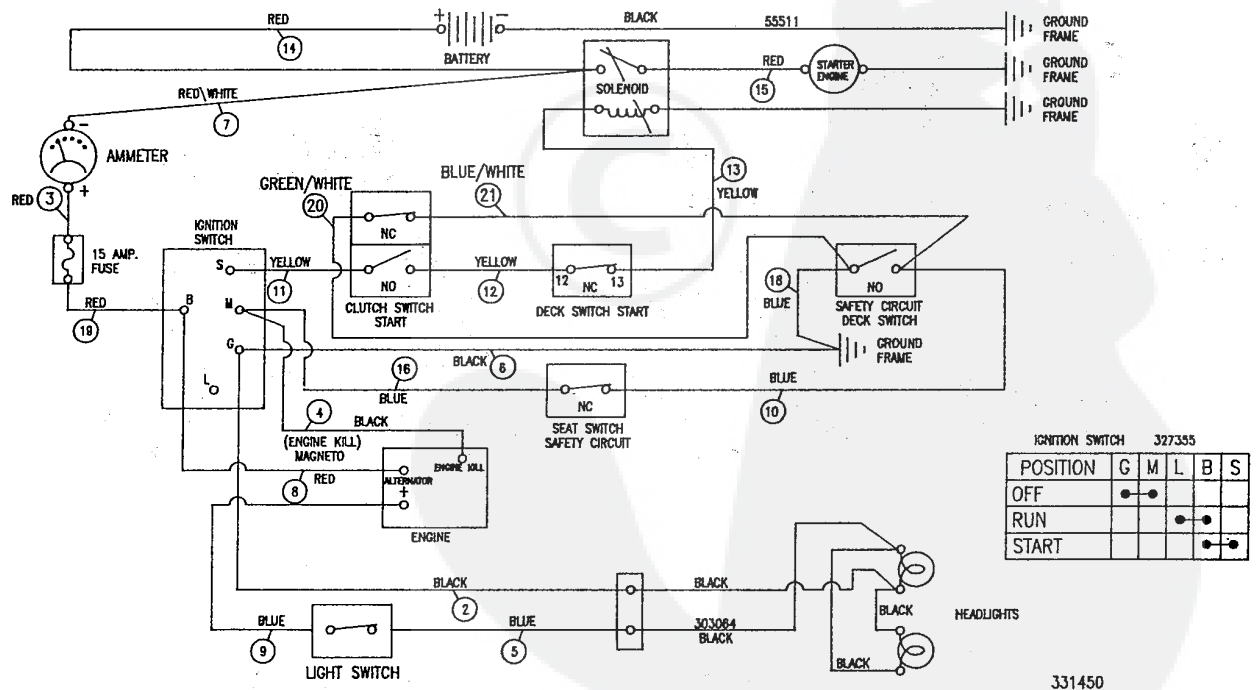 RED
14
+
−
BATTERY
BLACK
55511
GROUND
FRAME
SOLENOID
RED
15
STARTER
ENGINE
GROUND
FRAME
GROUND
FRAME
RED\WHITE
7
−
AMMETER
+
RED 3
15 AMP.
FUSE
RED
19
IGNITION
SWITCH
S
B
M
G
L
GREEN/WHITE
20
BLUE/WHITE
21
13
YELLOW
NC
NO
CLUTCH SWITCH
START
YELLOW
11
YELLOW
12
12
NC
13
DECK SWITCH START
18
BLUE
NO
SAFETY CIRCUIT
DECK SWITCH
GROUND
FRAME
BLACK
6
16
BLUE
NC
SEAT SWITCH
SAFETY CIRCUIT
BLUE
10
4
BLACK
(ENGINE KILL)
MAGNETO
ENGINE KILL
ALTERNATOR
+
ENGINE
8
RED
IGNITION SWITCH 327355
POSITION G M L B S
OFF
RUN
START
BLACK
2
BLACK
303064
BLACK
BLACK
BLACK
HEADLIGHTS
BLUE
9
LIGHT SWITCH
BLUE
5
331450